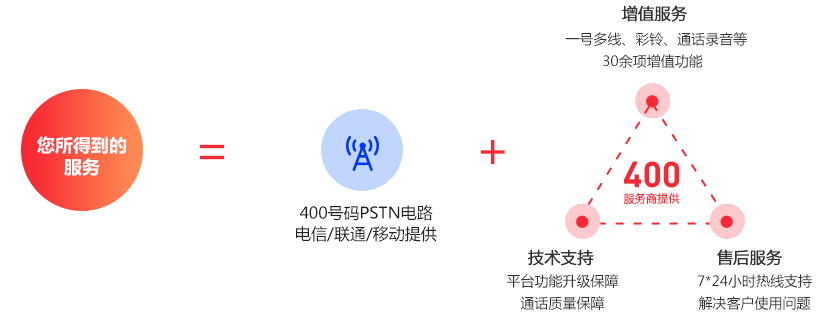 您所得到的
服务
=
400号码PSTN电路
电信/联通/移动提供
+
增值服务
一号多线、彩铃、通话录音等
30余项增值功能
400
服务商提供
技术支持
平台功能升级保障
通话质量保障
售后服务
7*24小时热线支持
解决客户使用问题